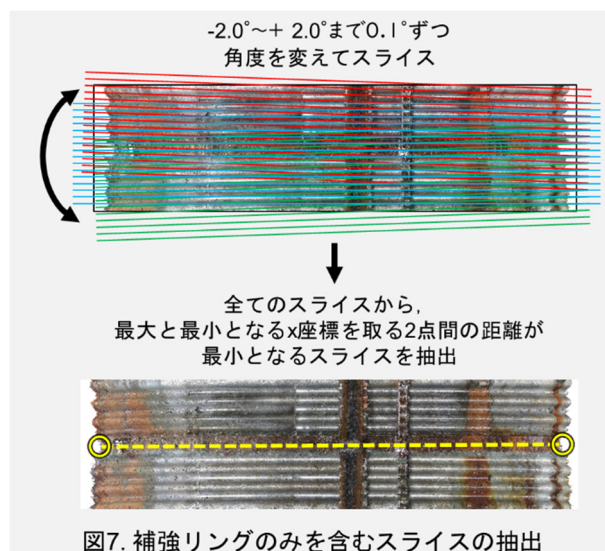 -2.0°~+ 2.0°まで0.1°ずつ
角度を変えてスライス
全てのスライスから,
最大と最小となるx座標を取る2点間の距離が
最小となるスライスを抽出
図7. 補強リングのみを含むスライスの抽出